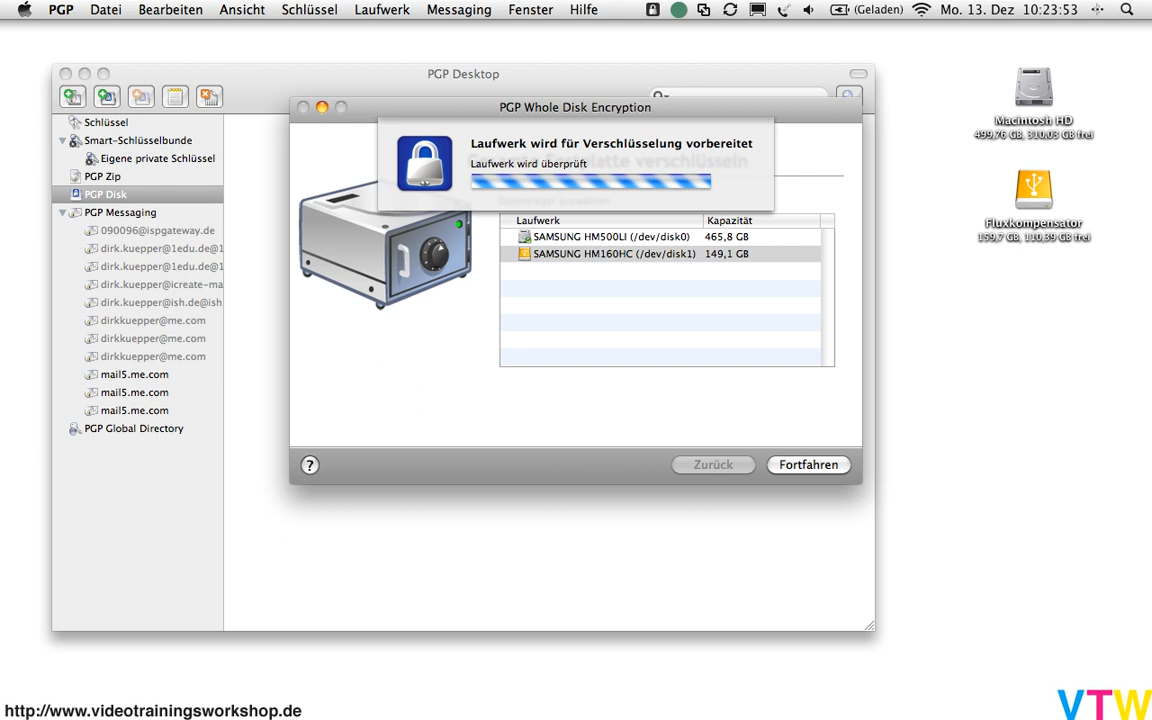 PGP Datei Bearbeiten Ansicht Schlüssel Laufwerk Messaging Fenster Hilfe (Geladen) Mo. 13. Dez 10:23:53
PGP Desktop
PGP Whole Disk Encryption
Laufwerk wird für Verschlüsselung vorbereitet
Laufwerk wird überprüft
Laufwerk Kapazität
SAMSUNG HM500LI (/dev/disk0) 465,8 GB
SAMSUNG HM160HC (/dev/disk1) 149,1 GB
? Zurück Fortfahren
Schlüssel
Smart-Schlüsselbunde
Eigene private Schlüssel
PGP Zip
PGP Disk
PGP Messaging
090096@ispgateway.de
dirk.kuepper@1edu.de@1
dirk.kuepper@1edu.de@1
dirk.kuepper@icreate-ma
dirk.kuepper@ish.de@ish
dirkkuepper@me.com
dirkkuepper@me.com
dirkkuepper@me.com
mail5.me.com
mail5.me.com
mail5.me.com
PGP Global Directory
Macintosh HD
499,76 GB, 310,03 GB frei
Fluxkompensator
159,7 GB, 110,39 GB frei
http://www.videotrainingsworkshop.de
VTW